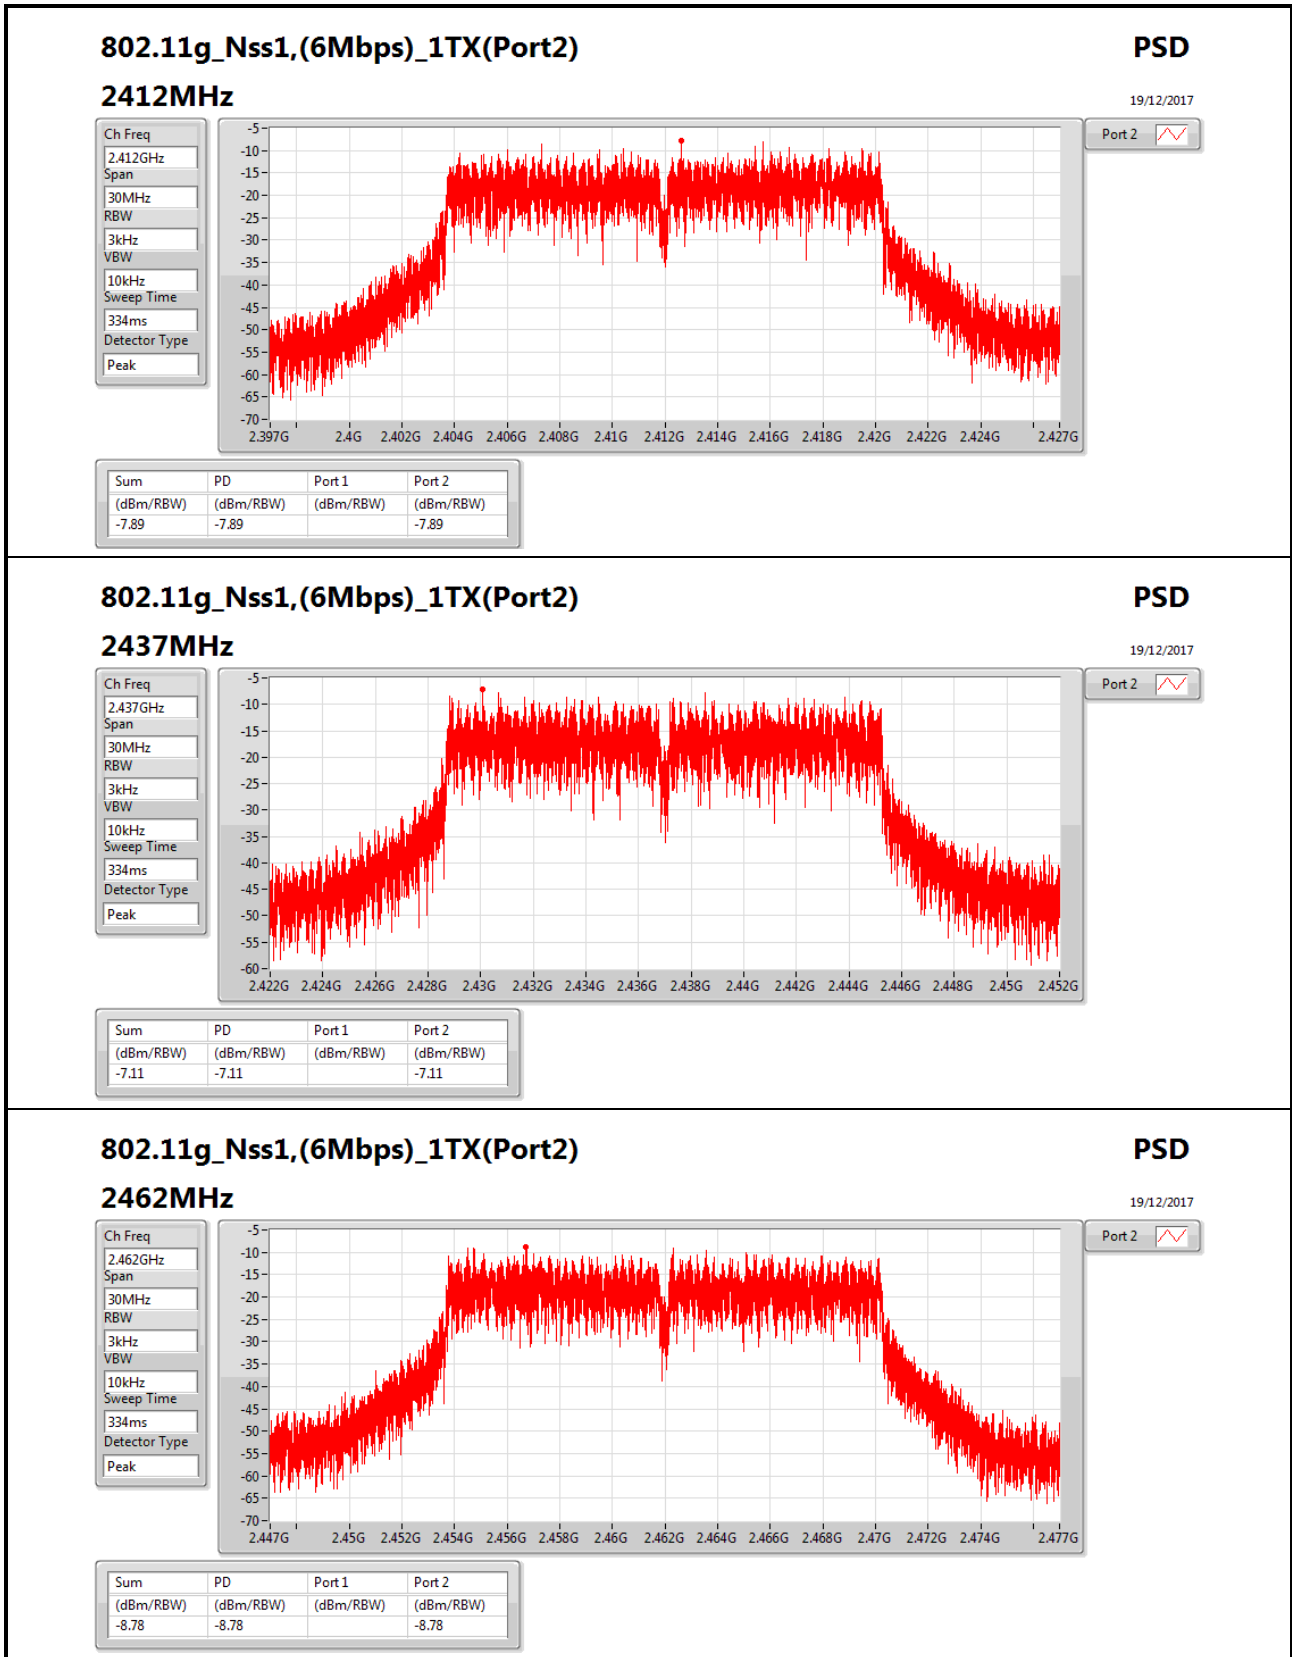 802.11g_Nss1,(6Mbps)_1TX(Port2) PSD
2412MHz 19/12/2017
Ch Freq
2.412GHz
Span
30MHz
RBW
3kHz
VBW
10kHz
Sweep Time
334ms
Detector Type
Peak
-5
-10
-15
-20
-25
-30
-35
-40
-45
-50
-55
-60
-65
-70
2.397G 2.4G 2.402G 2.404G 2.406G 2.408G 2.41G 2.412G 2.414G 2.416G 2.418G 2.42G 2.422G 2.424G 2.427G
Port 2
Sum PD Port 1 Port 2
(dBm/RBW) (dBm/RBW) (dBm/RBW) (dBm/RBW)
-7.89 -7.89 -7.89
802.11g_Nss1,(6Mbps)_1TX(Port2) PSD
2437MHz 19/12/2017
Ch Freq
2.437GHz
Span
30MHz
RBW
3kHz
VBW
10kHz
Sweep Time
334ms
Detector Type
Peak
-5
-10
-15
-20
-25
-30
-35
-40
-45
-50
-55
-60
2.422G 2.424G 2.426G 2.428G 2.43G 2.432G 2.434G 2.436G 2.438G 2.44G 2.442G 2.444G 2.446G 2.448G 2.45G 2.452G
Port 2
Sum PD Port 1 Port 2
(dBm/RBW) (dBm/RBW) (dBm/RBW) (dBm/RBW)
-7.11 -7.11 -7.11
802.11g_Nss1,(6Mbps)_1TX(Port2) PSD
2462MHz 19/12/2017
Ch Freq
2.462GHz
Span
30MHz
RBW
3kHz
VBW
10kHz
Sweep Time
334ms
Detector Type
Peak
-5
-10
-15
-20
-25
-30
-35
-40
-45
-50
-55
-60
-65
-70
2.447G 2.45G 2.452G 2.454G 2.456G 2.458G 2.46G 2.462G 2.464G 2.466G 2.468G 2.47G 2.472G 2.474G 2.477G
Port 2
Sum PD Port 1 Port 2
(dBm/RBW) (dBm/RBW) (dBm/RBW) (dBm/RBW)
-8.78 -8.78 -8.78